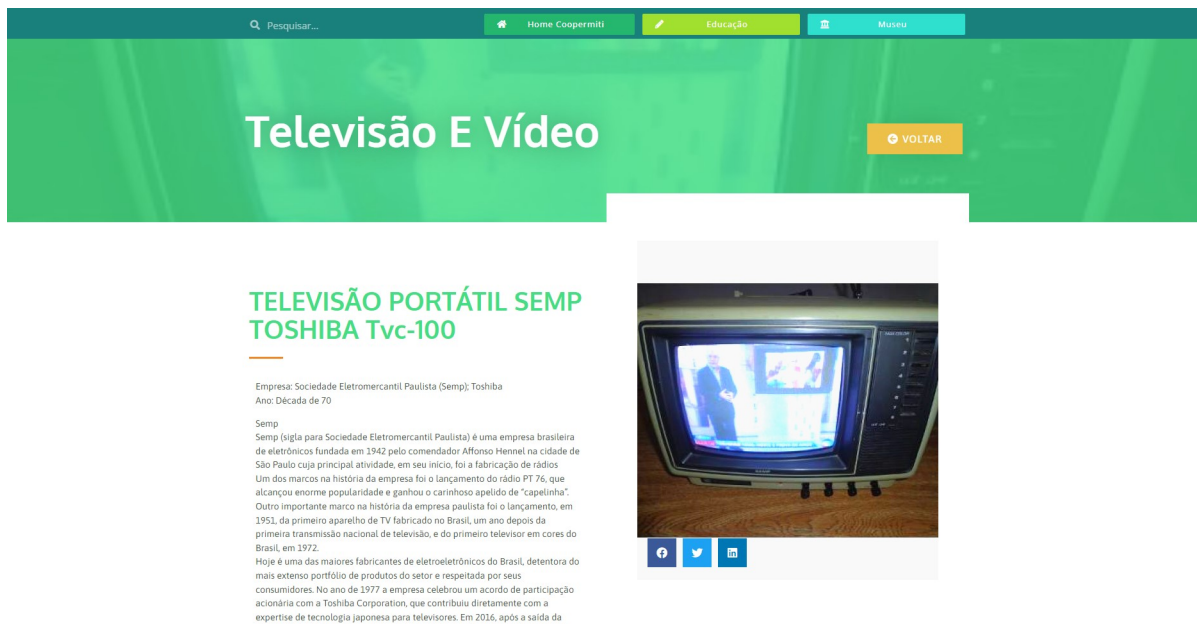 Pesquisar...
Home Coopermiti
Educação
Museu
Televisão E Vídeo
VOLTAR
TELEVISÃO PORTÁTIL SEMP
TOSHIBA Tvc-100
Empresa: Sociedade Eletromercantil Paulista (Semp); Toshiba
Ano: Década de 70
Semp
Semp (sigla para Sociedade Eletromercantil Paulista) é uma empresa brasileira
de eletrônicos fundada em 1942 pelo comendador Affonso Hennel na cidade de
São Paulo cuja principal atividade, em seu início, foi a fabricação de rádios
Um dos marcos na história da empresa foi o lançamento do rádio PT 76, que
alcançou enorme popularidade e ganhou o carinhoso apelido de “capelinha”.
Outro importante marco na história da empresa paulista foi o lançamento, em
1951, da primeiro aparelho de TV fabricado no Brasil, um ano depois da
primeira transmissão nacional de televisão, e do primeiro televisor em cores do
Brasil, em 1972.
Hoje é uma das maiores fabricantes de eletroeletrônicos do Brasil, detentora do
mais extenso portfólio de produtos do setor e respeitada por seus
consumidores. No ano de 1977 a empresa celebrou um acordo de participação
acionária com a Toshiba Corporation, que contribuiu diretamente com a
expertise de tecnologia japonesa para televisores. Em 2016, após a saída da